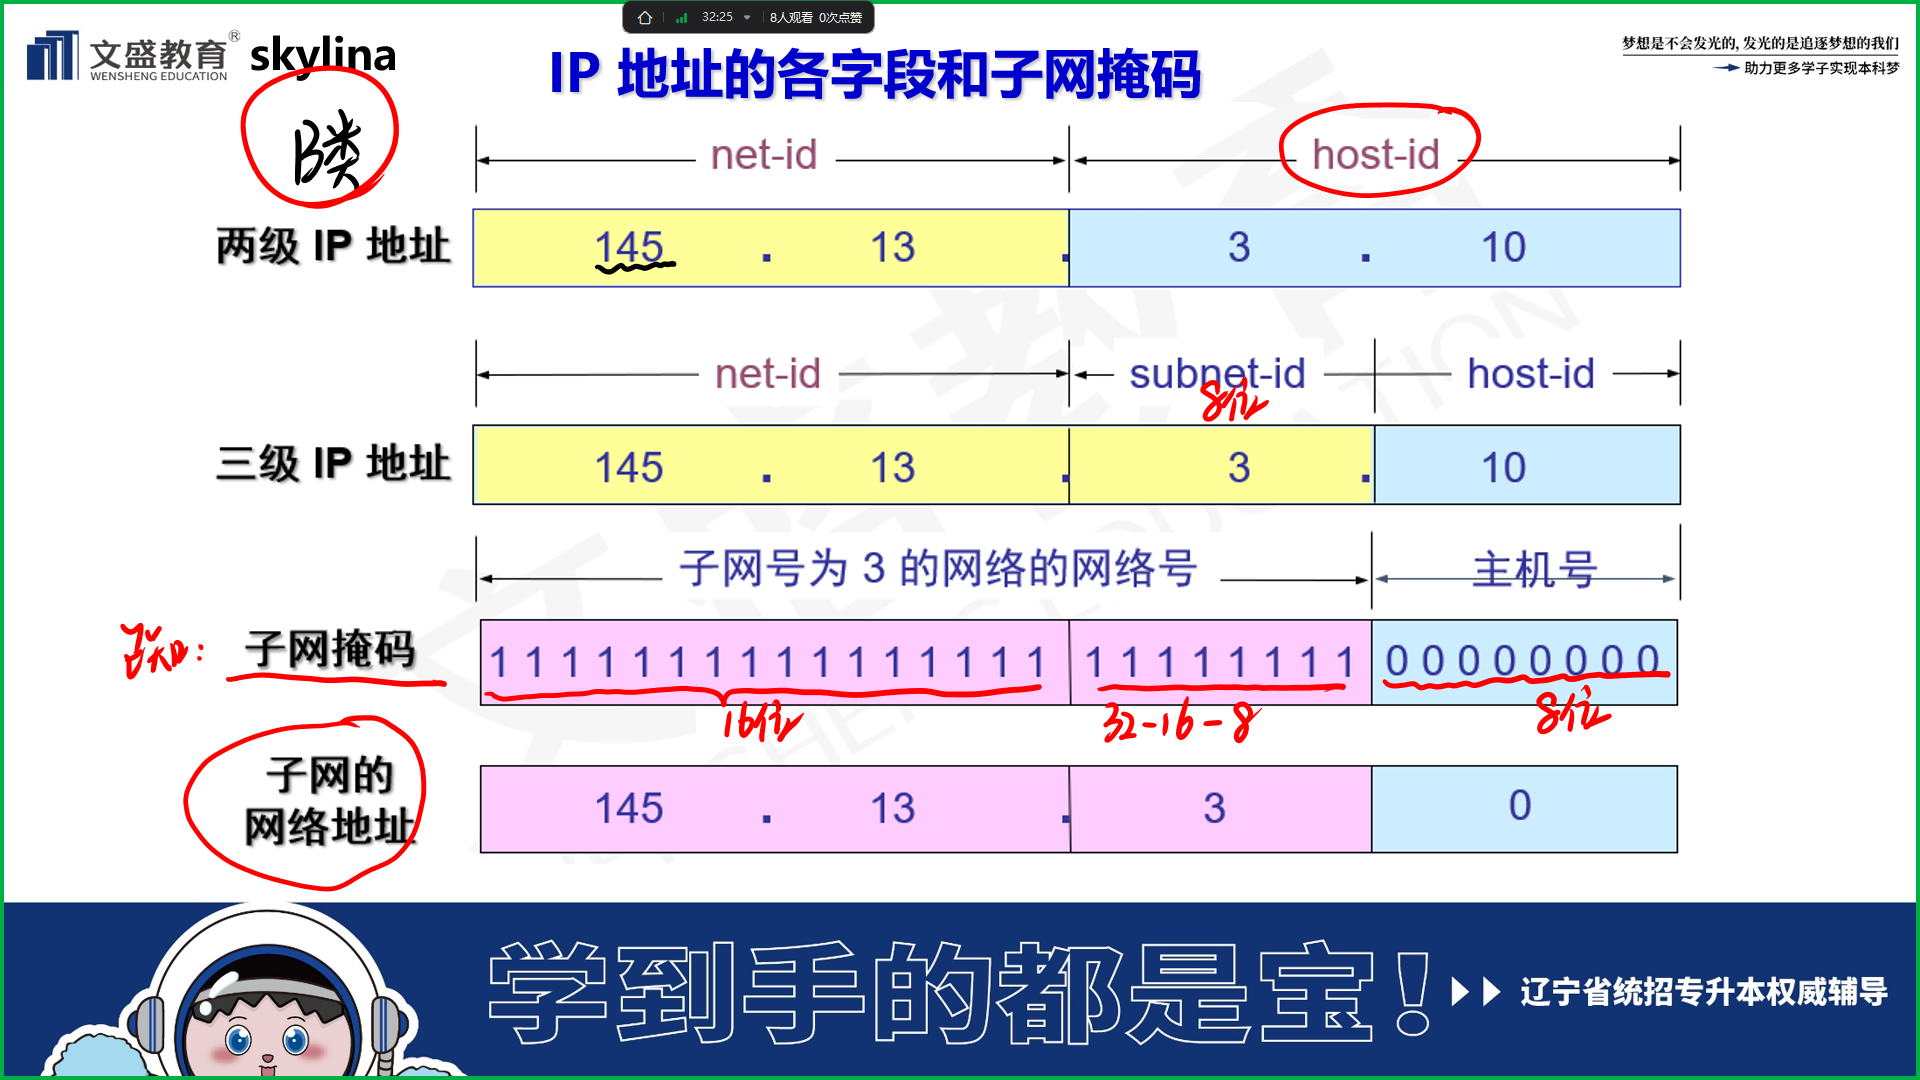 32:25 8人观看 0次点赞
文盛教育®
WENSHENG EDUCATION
skylina
IP 地址的各字段和子网掩码
梦想是不会发光的, 发光的是追逐梦想的我们
助力更多学子实现本科梦
B类
net-id host-id
两级 IP 地址 145 . 13 . 3 . 10
net-id subnet-id host-id
8位
三级 IP 地址 145 . 13 . 3 . 10
子网号为 3 的网络的网络号 主机号
子网掩码 1 1 1 1 1 1 1 1 1 1 1 1 1 1 1 1 1 1 1 1 1 1 1 1 0 0 0 0 0 0 0 0
16位 32-16-8 8位
子网的
网络地址 145 . 13 . 3 0
学到手的都是宝!
辽宁省统招专升本权威辅导